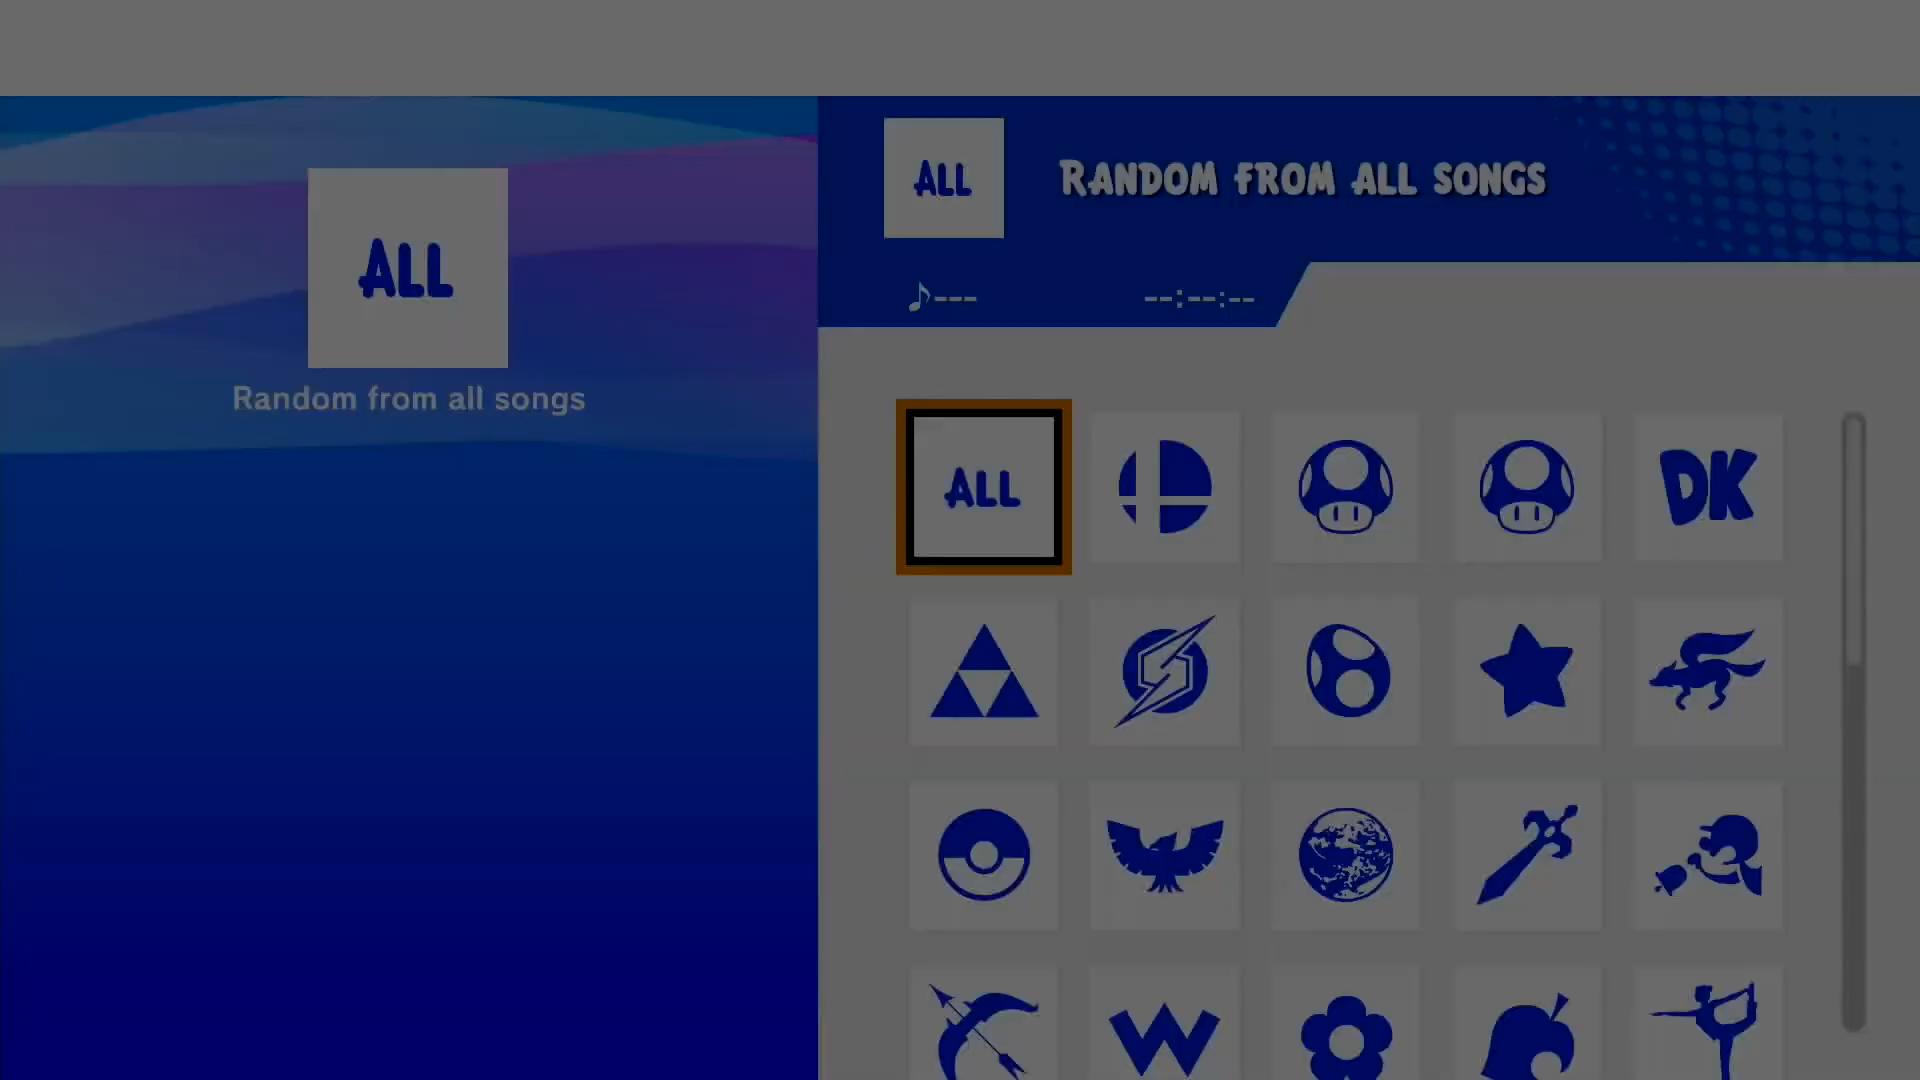 ALL
Random from all songs
ALL
RANDOM FROM ALL SONGS
♪---
--:--:--
ALL
DK